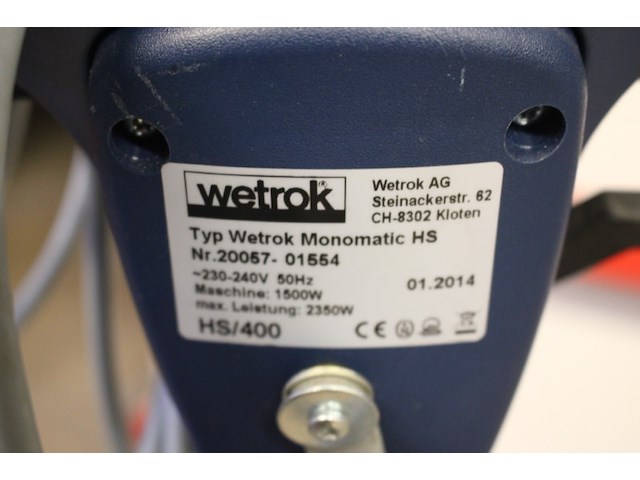 wetrok®
Wetrok AG
Steinackerstr. 62
CH-8302 Kloten
Typ Wetrok Monomatic HS
Nr.20057- 01554
~230-240V 50Hz
Maschine: 1500W
max. Leistung: 2350W
01.2014
HS/400
CE